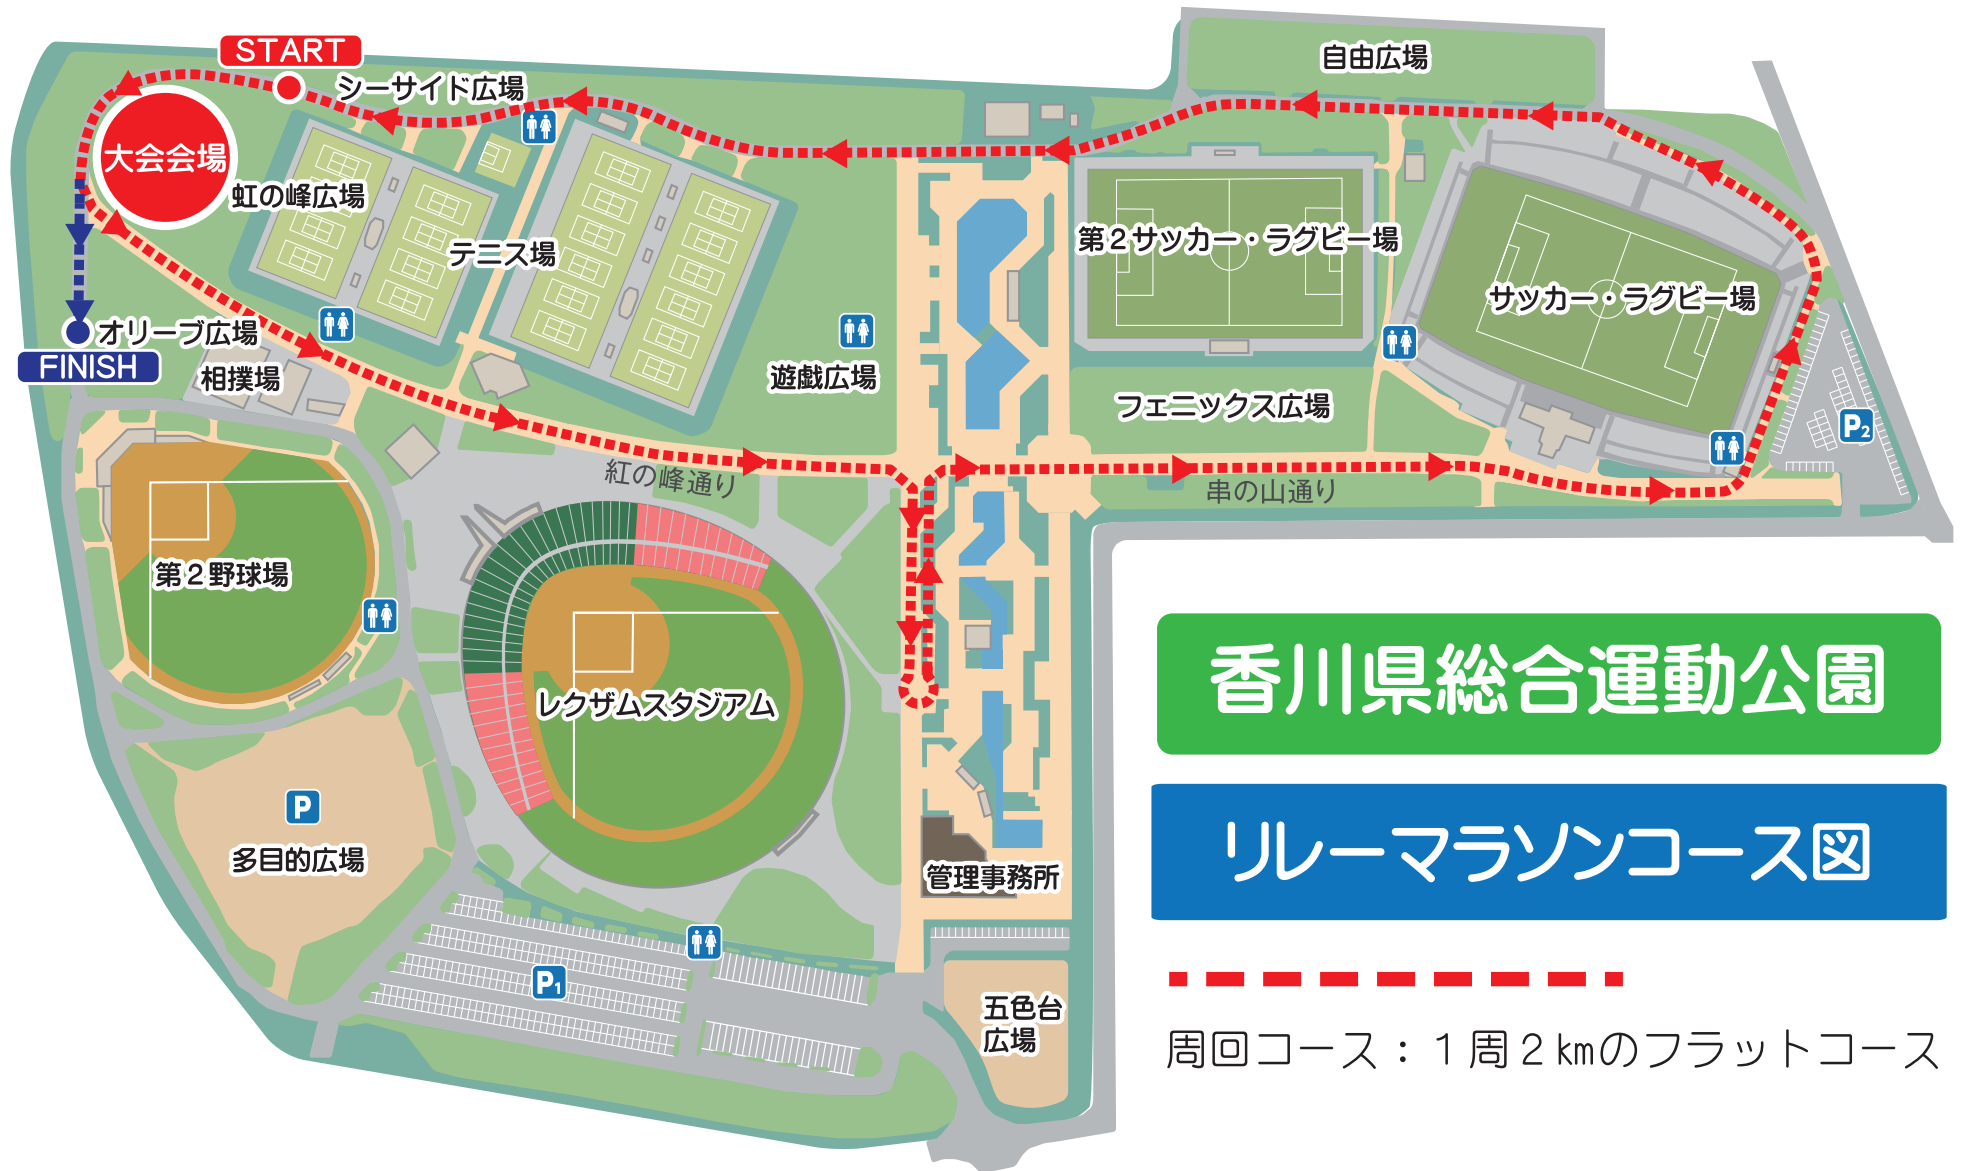 START
シーサイド広場
自由広場
大会会場
虹の峰広場
テニス場
第2サッカー・ラグビー場
サッカー・ラグビー場
オリーブ広場
FINISH
相撲場
遊戯広場
フェニックス広場
P2
紅の峰通り
串の山通り
第2野球場
レクザムスタジアム
P
多目的広場
管理事務所
P1
五色台
広場
香川県総合運動公園
リレーマラソンコース図
周回コース：1周2kmのフラットコース